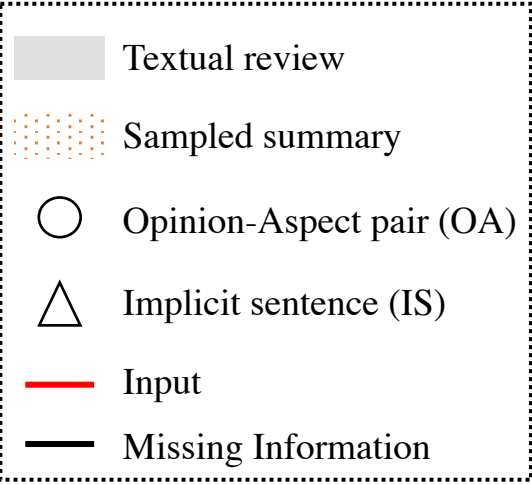 Textual review
Sampled summary
Opinion-Aspect pair (OA)
Implicit sentence (IS)
Input
Missing Information